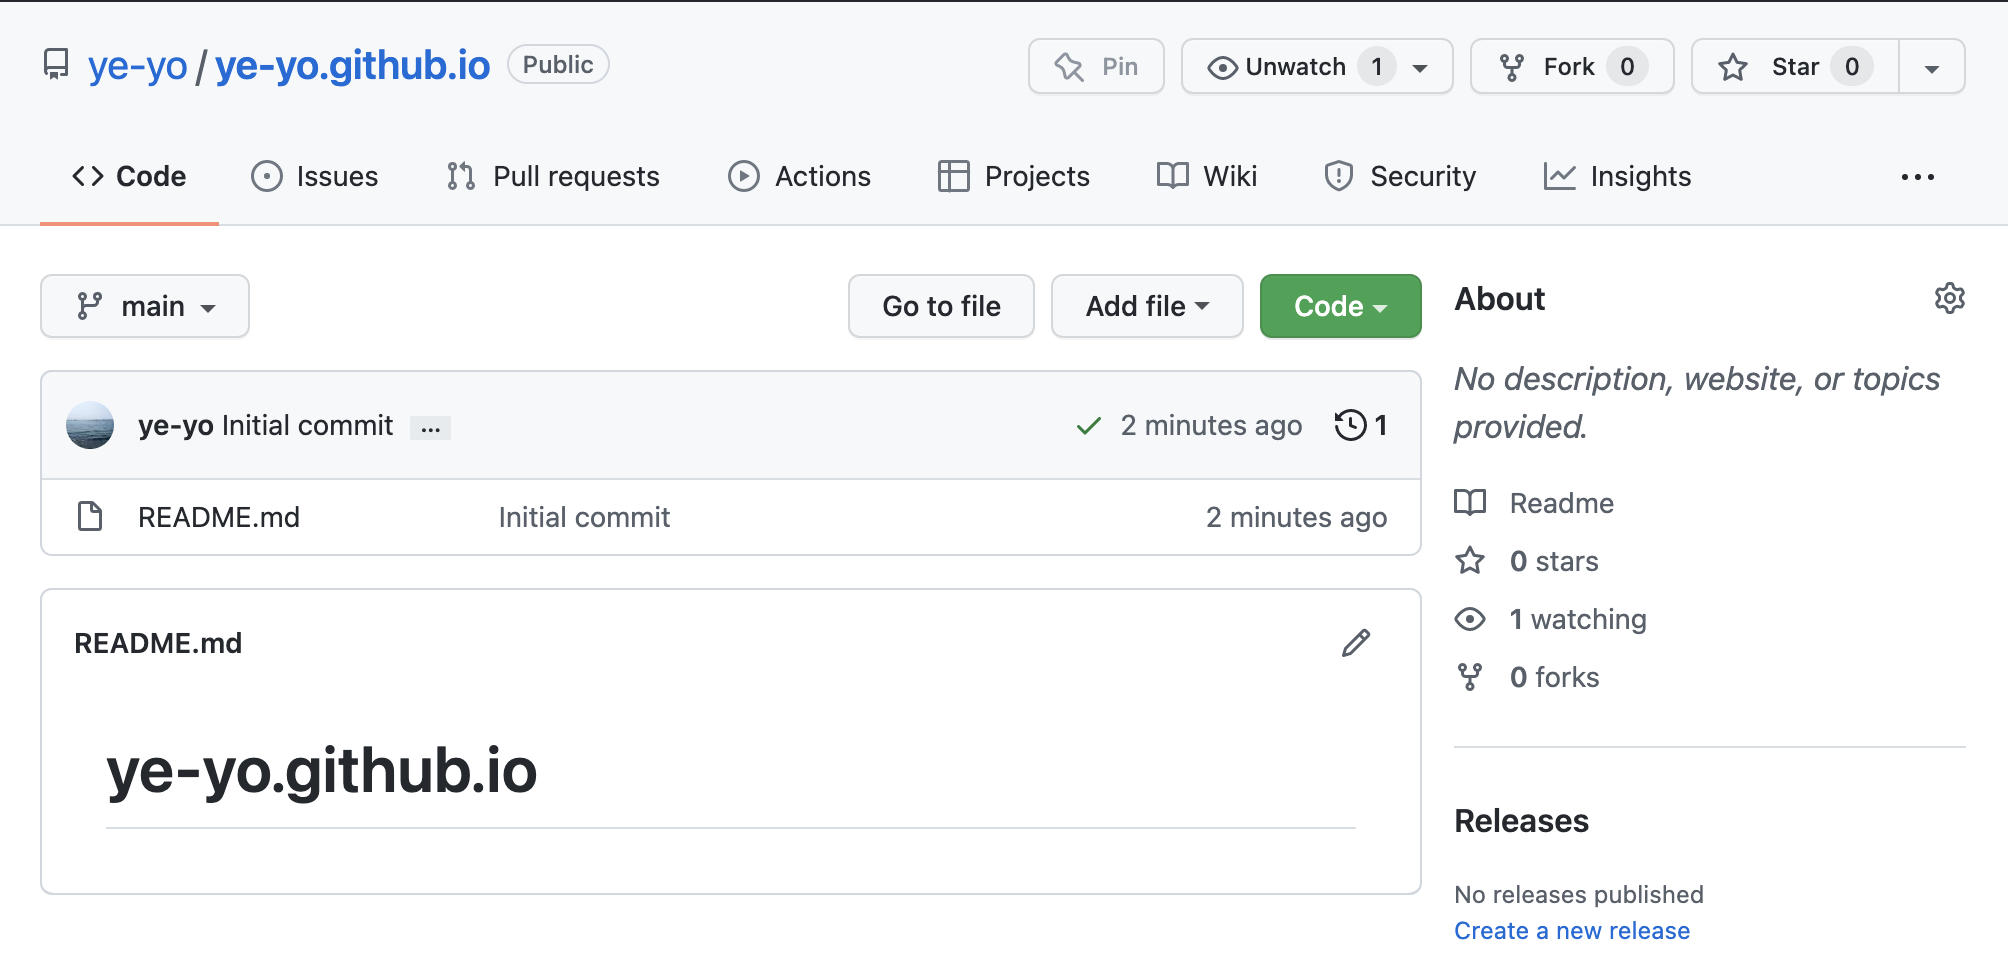 ye-yo / ye-yo.github.io Public Pin Unwatch 1 Fork 0 Star 0
Code Issues Pull requests Actions Projects Wiki Security Insights ...
main Go to file Add file Code
ye-yo Initial commit ... 2 minutes ago 1
README.md Initial commit 2 minutes ago
README.md
ye-yo.github.io
About
No description, website, or topics
provided.
Readme
0 stars
1 watching
0 forks
Releases
No releases published
Create a new release